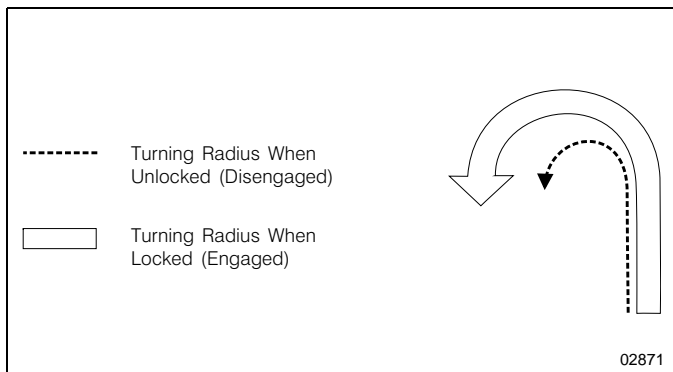 Turning Radius When
Unlocked (Disengaged)
Turning Radius When
Locked (Engaged)
02871